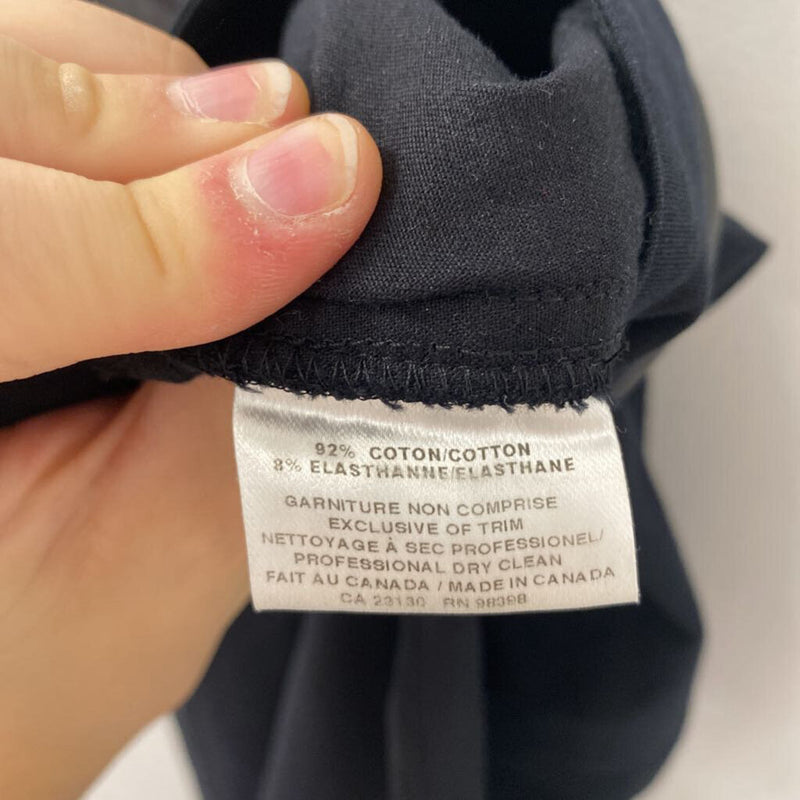 92% COTON/COTTON
8% ELASTHANNE/ELASTHANE
GARNITURE NON COMPRISE
EXCLUSIVE OF TRIM
NETTOYAGE À SEC PROFESSIONEL/
PROFESSIONAL DRY CLEAN
FAIT AU CANADA / MADE IN CANADA
CA 23130 RN 98398